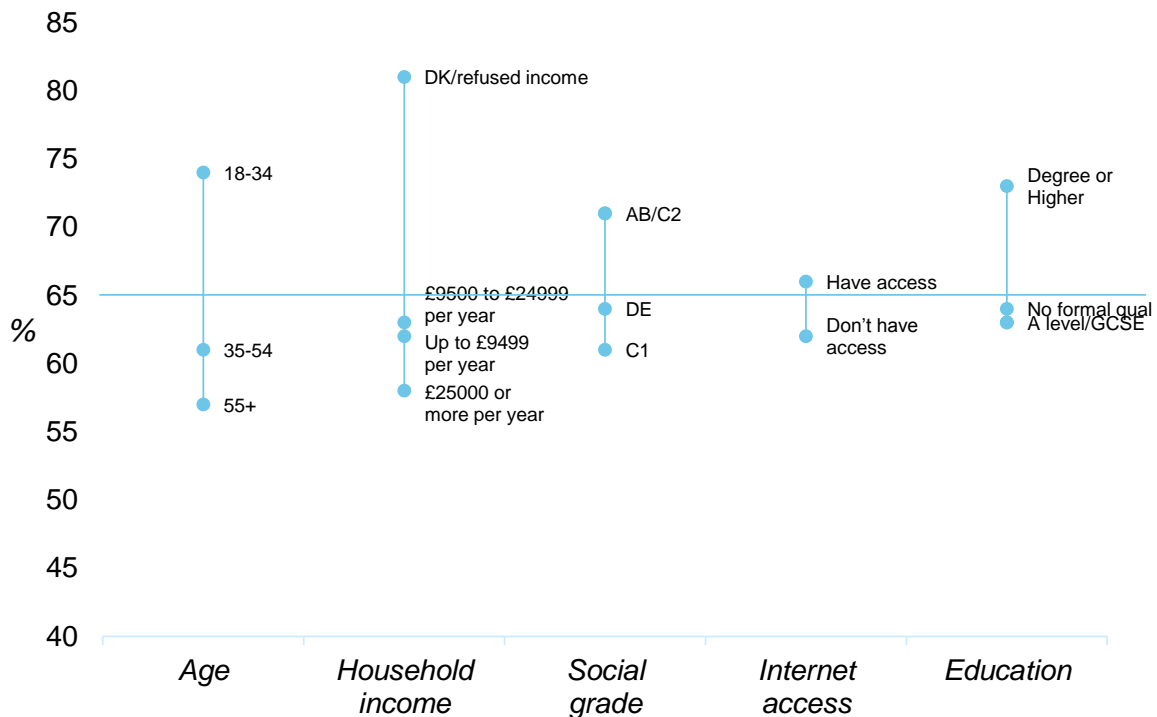 85
80
75
70
65
60
55
50
45
40
%
DK/refused income
18-34
35-54
55+
£9500 to £24999
per year
Up to £9499
per year
£25000 or
more per year
AB/C2
DE
C1
Have access
Don't have
access
Degree or
Higher
No formal qual
A level/GCSE
Age
Household
income
Social
grade
Internet
access
Education